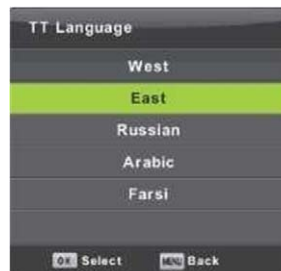 TT Language
West
East
Russian
Arabic
Farsi
OK Select MENU Back